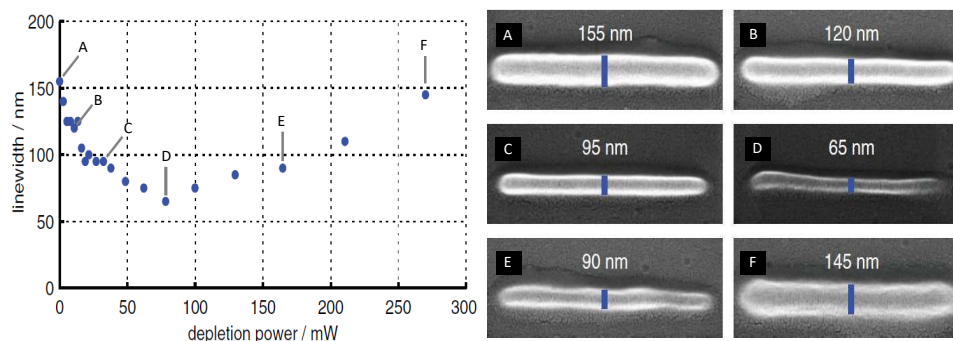 200
150
100
50
0
linewidth / nm
A
B
C
D
E
F
0 50 100 150 200 250 300
depletion power / mW
A 155 nm
B 120 nm
C 95 nm
D 65 nm
E 90 nm
F 145 nm